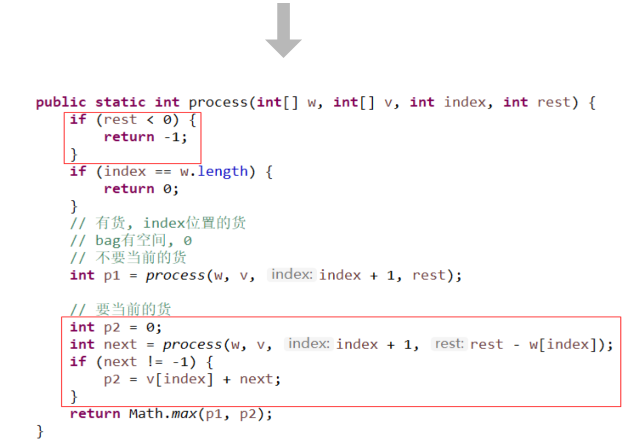 public static int process(int[] w, int[] v, int index, int rest) {
if (rest < 0) {
return -1;
}
if (index == w.length) {
return 0;
}
// 有货, index位置的货
// bag有空间, 0
// 不要当前的货
int p1 = process(w, v, index: index + 1, rest);
// 要当前的货
int p2 = 0;
int next = process(w, v, index: index + 1, rest: rest - w[index]);
if (next != -1) {
p2 = v[index] + next;
}
return Math.max(p1, p2);
}